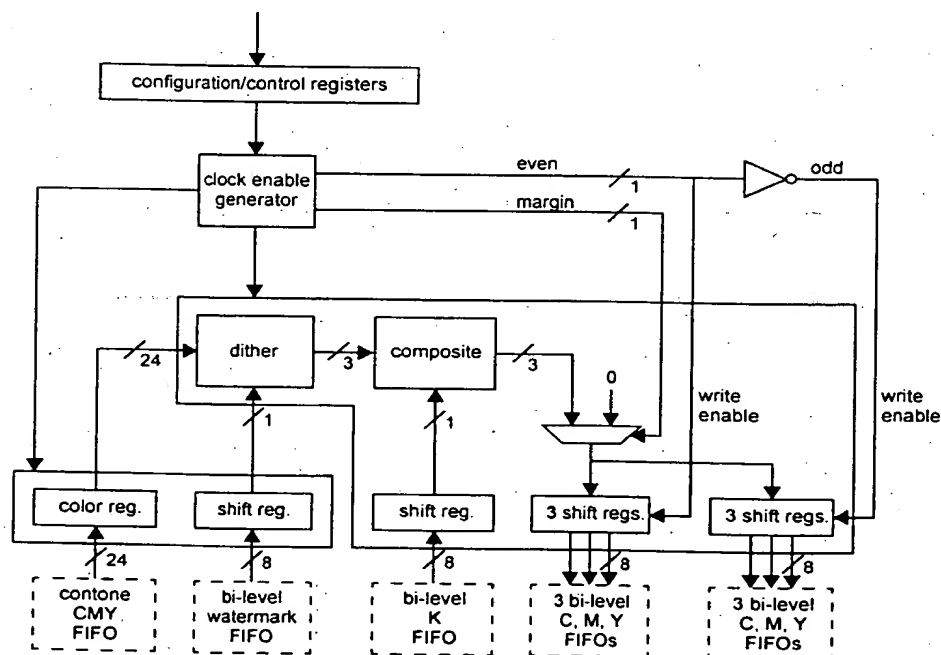 configuration/control registers
clock enable
generator
even
1
odd
margin
1
dither
composite
24
3
3
0
1
1
write
enable
write
enable
color reg.
shift reg.
shift reg.
3 shift regs.
3 shift regs.
24
8
8
8
8
contone
CMY
FIFO
bi-level
watermark
FIFO
bi-level
K
FIFO
3 bi-level
C, M, Y
FIFOs
3 bi-level
C, M, Y
FIFOs